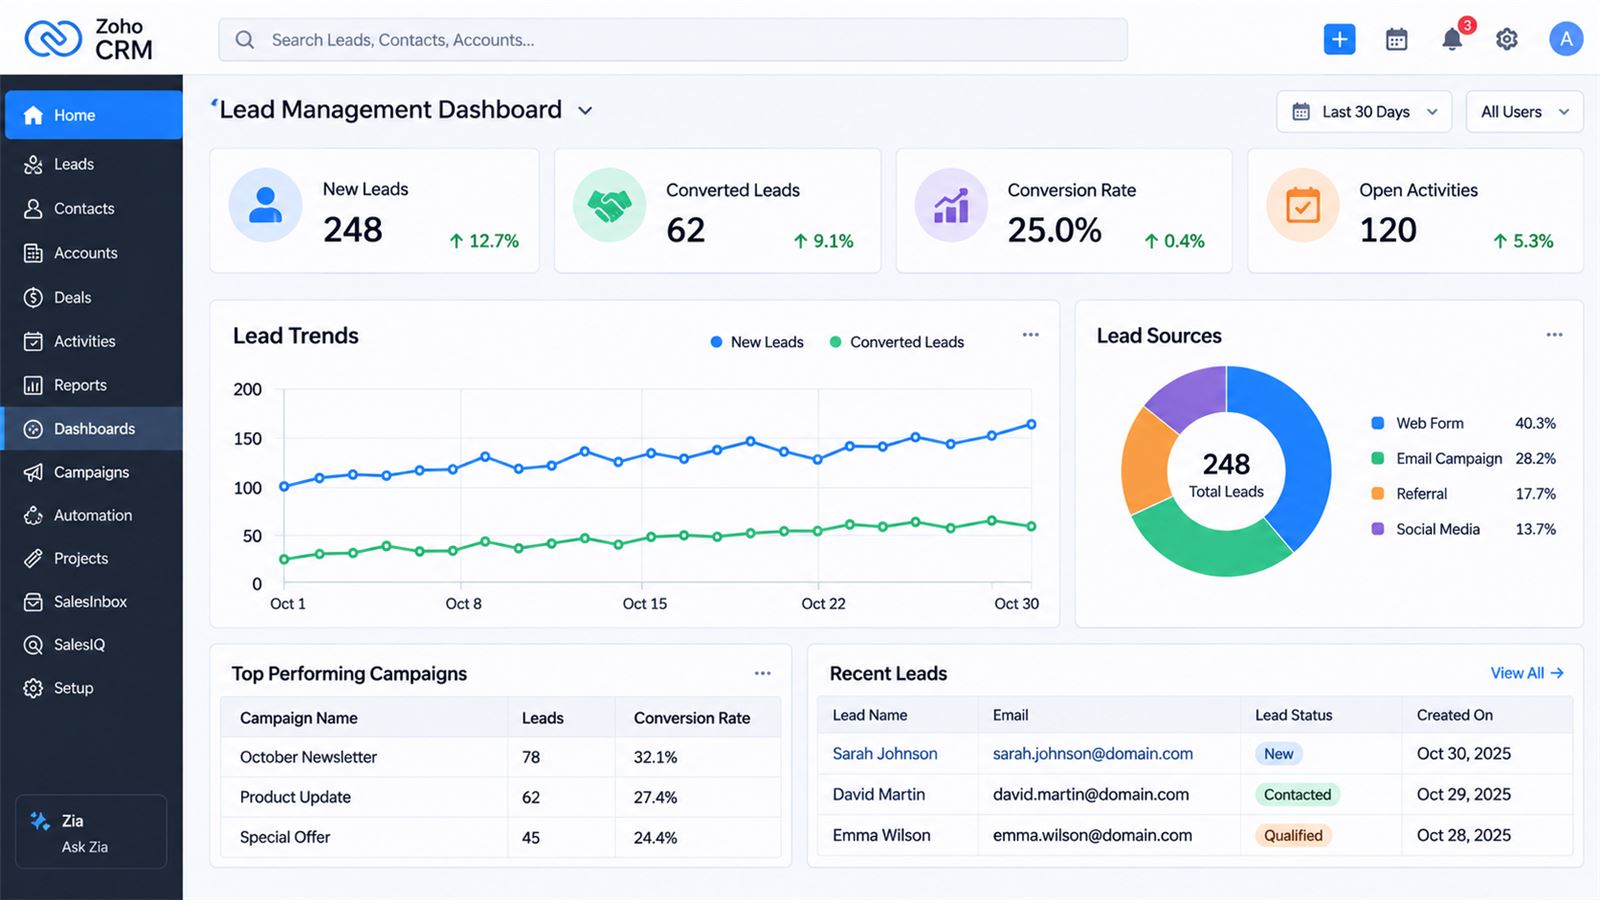 Zoho
CRM
Search Leads, Contacts, Accounts...
3
A
Home
Leads
Contacts
Accounts
Deals
Activities
Reports
Dashboards
Campaigns
Automation
Projects
SalesInbox
SalesIQ
Setup
Zia
Ask Zia
Lead Management Dashboard
Last 30 Days
All Users
New Leads
248
↑ 12.7%
Converted Leads
62
↑ 9.1%
Conversion Rate
25.0%
↑ 0.4%
Open Activities
120
↑ 5.3%
Lead Trends
New Leads
Converted Leads
200
150
100
50
0
Oct 1
Oct 8
Oct 15
Oct 22
Oct 30
Lead Sources
248
Total Leads
Web Form 40.3%
Email Campaign 28.2%
Referral 17.7%
Social Media 13.7%
Top Performing Campaigns
Campaign Name Leads Conversion Rate
October Newsletter 78 32.1%
Product Update 62 27.4%
Special Offer 45 24.4%
Recent Leads
View All →
Lead Name Email Lead Status Created On
Sarah Johnson sarah.johnson@domain.com New Oct 30, 2025
David Martin david.martin@domain.com Contacted Oct 29, 2025
Emma Wilson emma.wilson@domain.com Qualified Oct 28, 2025